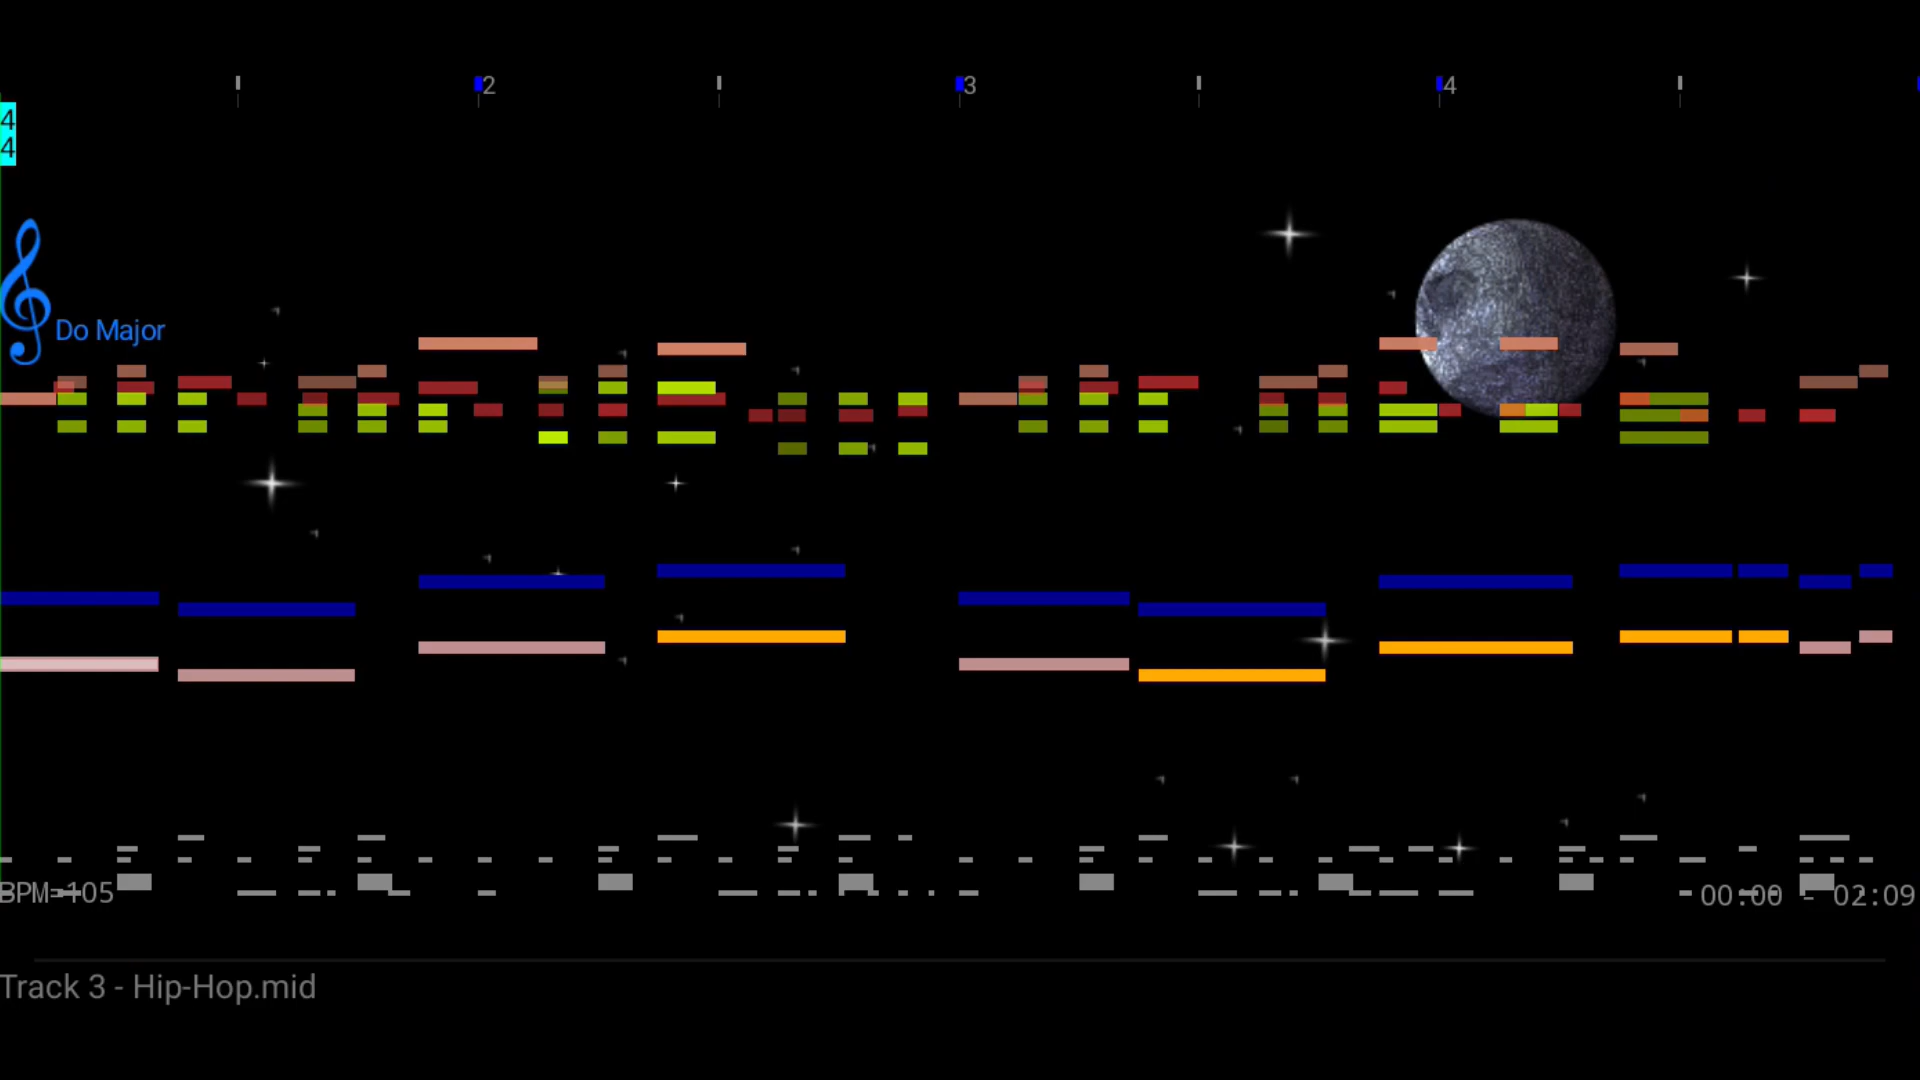 2 3 4
4
4
Do Major
BPM=105 00:00 - 02:09
Track 3 - Hip-Hop.mid